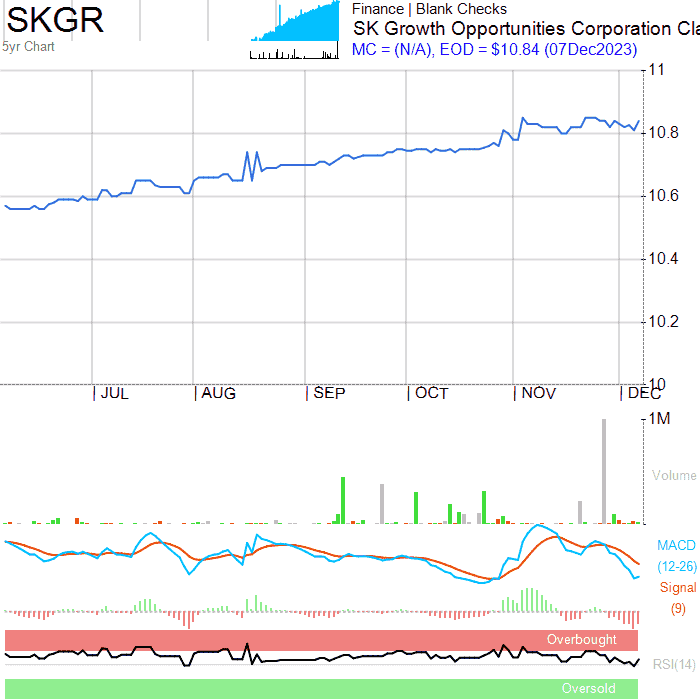 SKGR
5yr Chart
Finance | Blank Checks
SK Growth Opportunities Corporation Cla
MC = (N/A), EOD = $10.84 (07Dec2023)
11
10.8
10.6
10.4
10.2
10
JUL AUG SEP OCT NOV DEC
1M
Volume
MACD
(12-26)
Signal
(9)
Overbought
RSI(14)
Oversold